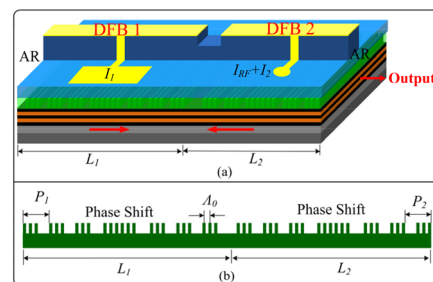 DFB 1 DFB 2
AR AR
I1 IRF+I2
Output
L1 L2
(a)
P1 Phase Shift Λ0 Phase Shift P2
L1 (b) L2